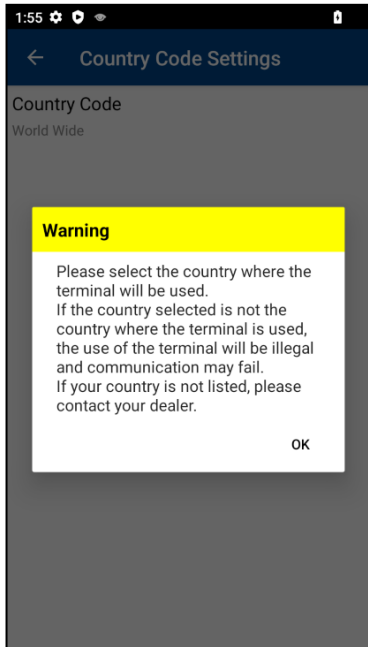 1:55
Country Code Settings
Country Code
World Wide
Warning
Please select the country where the
terminal will be used.
If the country selected is not the
country where the terminal is used,
the use of the terminal will be illegal
and communication may fail.
If your country is not listed, please
contact your dealer.
OK